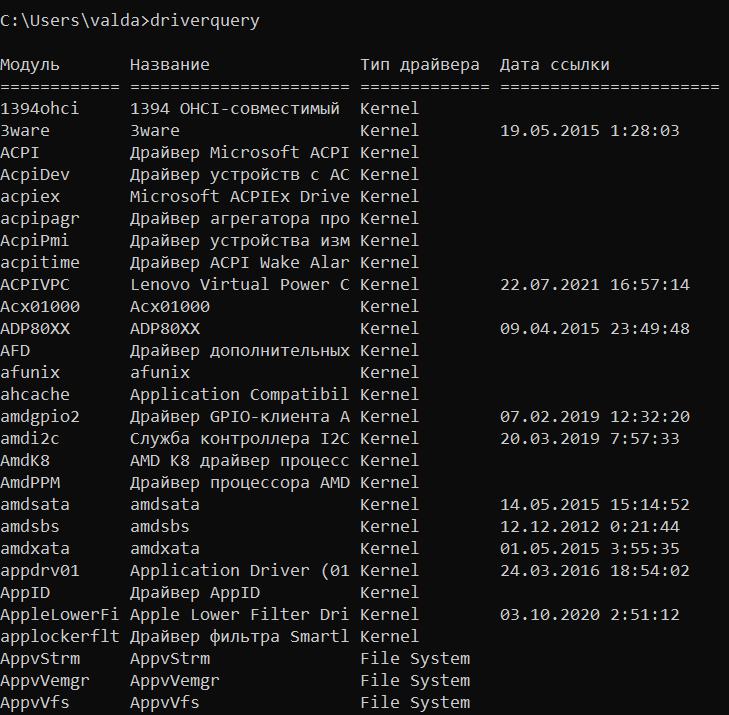 C:\Users\valda>driverquery
Модуль Название Тип драйвера Дата ссылки
============ ====================== ============= ======================
1394ohci 1394 OHCI-совместимый Kernel
3ware 3ware Kernel 19.05.2015 1:28:03
ACPI Драйвер Microsoft ACPI Kernel
AcpiDev Драйвер устройств с AC Kernel
acpiex Microsoft ACPIEx Drive Kernel
acpipagr Драйвер агрегатора про Kernel
AcpiPmi Драйвер устройства изм Kernel
acpitime Драйвер ACPI Wake Alar Kernel
ACPIVPC Lenovo Virtual Power C Kernel 22.07.2021 16:57:14
Acx01000 Acx01000 Kernel
ADP80XX ADP80XX Kernel 09.04.2015 23:49:48
AFD Драйвер дополнительных Kernel
afunix afunix Kernel
ahcache Application Compatibil Kernel
amdgpio2 Драйвер GPIO-клиента A Kernel 07.02.2019 12:32:20
amdi2c Служба контроллера I2C Kernel 20.03.2019 7:57:33
AmdK8 AMD K8 драйвер процесс Kernel
AmdPPM Драйвер процессора AMD Kernel
amdsata amdsata Kernel 14.05.2015 15:14:52
amdsbs amdsbs Kernel 12.12.2012 0:21:44
amdxata amdxata Kernel 01.05.2015 3:55:35
appdrv01 Application Driver (01 Kernel 24.03.2016 18:54:02
AppID Драйвер AppID Kernel
AppleLowerFi Apple Lower Filter Dri Kernel 03.10.2020 2:51:12
applockerflt Драйвер фильтра Smartl Kernel
AppvStrm AppvStrm File System
AppvVemgr AppvVemgr File System
AppvVfs AppvVfs File System